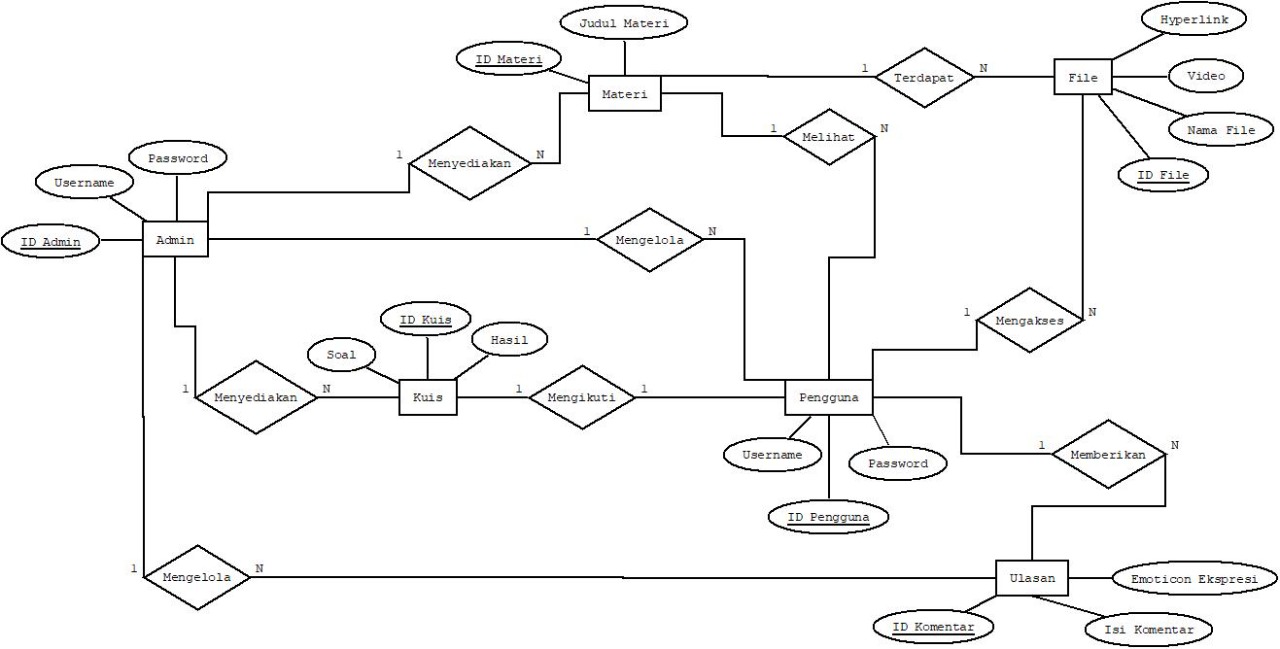 Hyperlink
Judul Materi
ID Materi
1
Terdapat
N
File
Video
Materi
Nama File
1
Melihat
N
Password
1
Menyediakan
N
ID File
Username
ID Admin
Admin
1
Mengelola
N
1
Mengakses
N
ID Kuis
Hasil
Soal
1
Menyediakan
N
Kuis
1
Mengikuti
1
Pengguna
Username
Password
1
Memberikan
N
ID Pengguna
1
Mengelola
N
Ulasan
Emoticon Ekspresi
ID Komentar
Isi Komentar